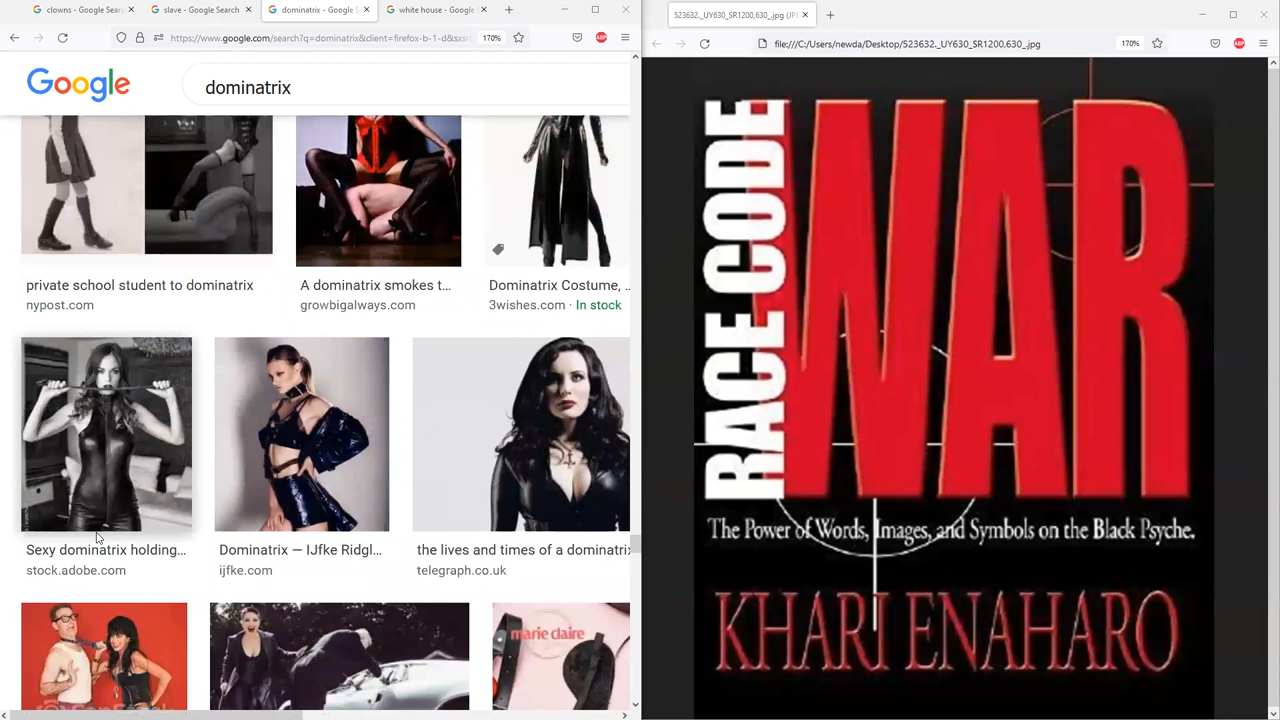 clowns - Google Sear
slave - Google Search
dominatrix - Google S
white house - Google
https://www.google.com/search?q=dominatrix&client=firefox-b-1-d&sxsr
170%
Google
dominatrix
private school student to dominatrix
nypost.com
A dominatrix smokes t...
growbigalways.com
Dominatrix Costume, ..
3wishes.com · In stock
Sexy dominatrix holding...
stock.adobe.com
Dominatrix — IJfke Ridgl...
ijfke.com
the lives and times of a dominatri
telegraph.co.uk
marie claire
523632._UY630_SR1200,630_.jpg (JP
file:///C:/Users/newda/Desktop/523632._UY630_SR1200,630_.jpg
170%
RACE CODE
WAR
The Power of Words, Images, and Symbols on the Black Psyche.
KHARI ENAHARO